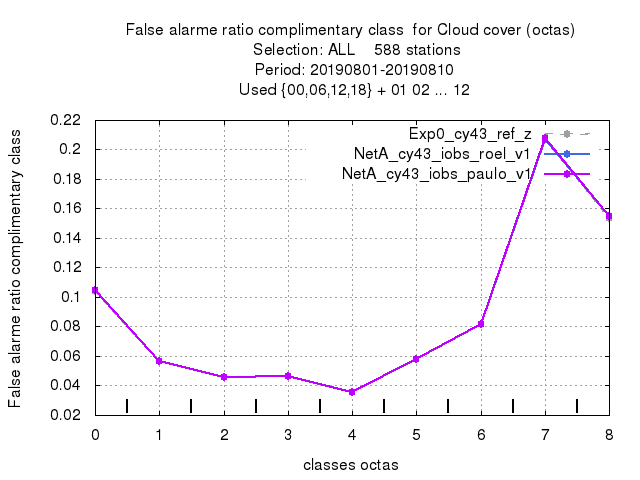 False alarme ratio complimentary class  for Cloud cover (octas)
Selection: ALL    588 stations
Period: 20190801-20190810
Used {00,06,12,18} + 01 02 ... 12
False alarme ratio complimentary class
0.22
0.2
0.18
0.16
0.14
0.12
0.1
0.08
0.06
0.04
0.02
Exp0_cy43_ref_z
NetA_cy43_iobs_roel_v1
NetA_cy43_iobs_paulo_v1
0 1 2 3 4 5 6 7 8
classes octas